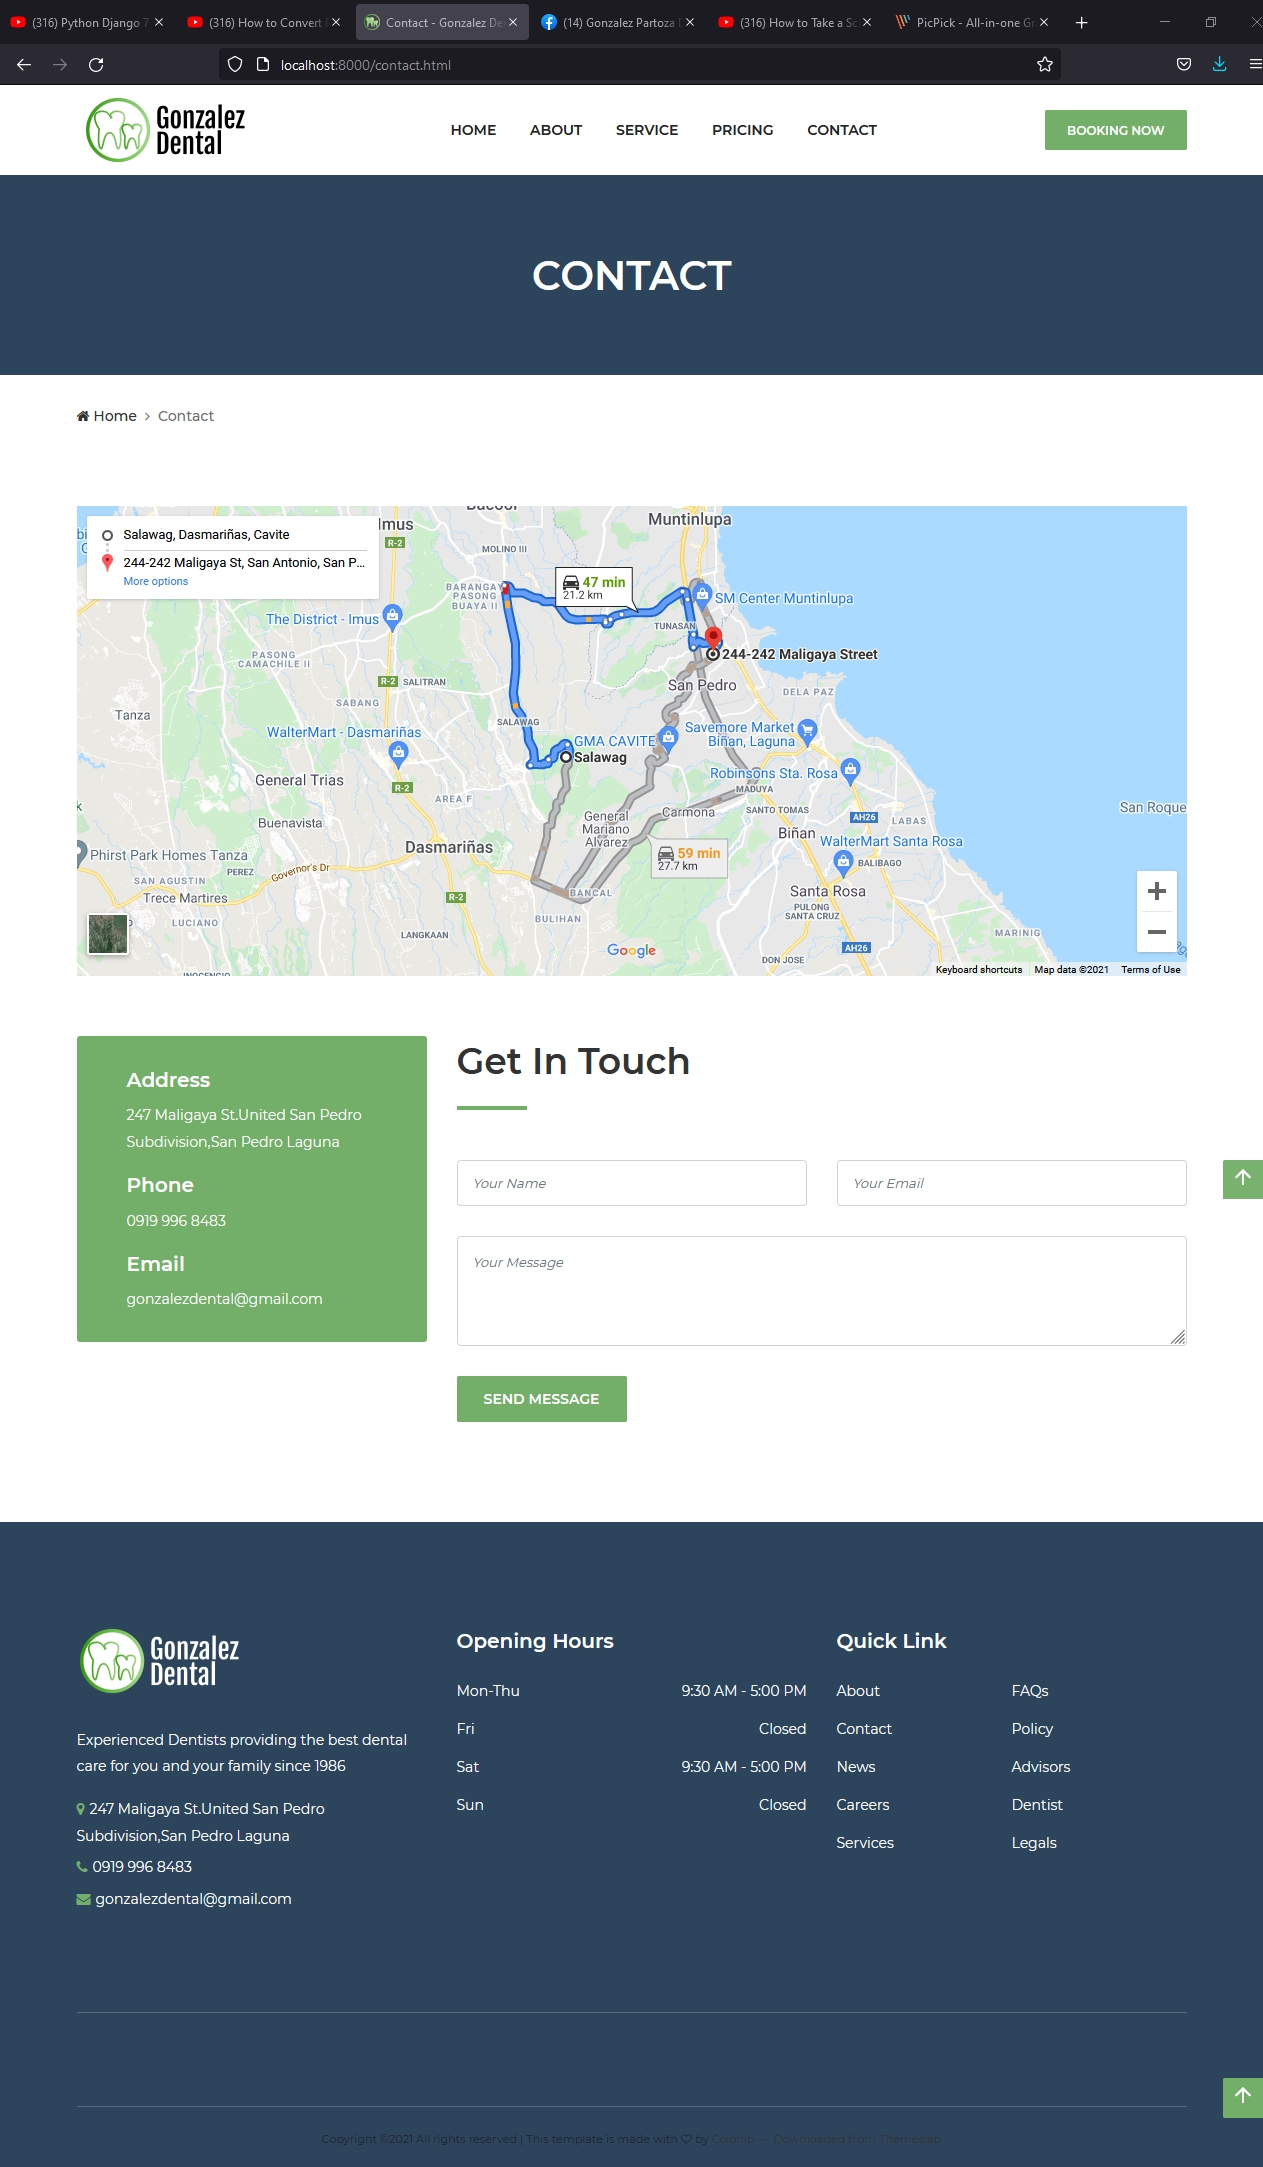 (316) Python Django 7
(316) How to Convert
Contact - Gonzalez De
(14) Gonzalez Partoza
(316) How to Take a Sc
PicPick - All-in-one Gr
localhost:8000/contact.html
Gonzalez
Dental
HOME
ABOUT
SERVICE
PRICING
CONTACT
BOOKING NOW
CONTACT
Home > Contact
Salawag, Dasmariñas, Cavite
244-242 Maligaya St, San Antonio, San P...
More options
Imus
R-2
Bacoor
MOLINO III
Muntinlupa
BARANGAY
PASONG
BUAYA II
47 min
21.2 km
SM Center Muntinlupa
The District - Imus
TUNASAN
244-242 Maligaya Street
PASONG
CAMACHILE II
San Pedro
R-2
SALITRAN
DELA PAZ
SABANG
Tanza
SALAWAG
WalterMart - Dasmariñas
GMA CAVITE
Savemore Market
Biñan, Laguna
Salawag
General Trias
Robinsons Sta. Rosa
R-2
MADUYA
AREA F
San Roque
Carmona
SANTO TOMAS
General
Mariano
Alvarez
AH26
LABAS
Buenavista
Biñan
WalterMart Santa Rosa
Dasmariñas
59 min
27.7 km
Phirst Park Homes Tanza
BALIBAGO
PEREZ
Governor's Dr
SAN AGUSTIN
Trece Martires
R-2
BANCAL
Santa Rosa
PULONG
SANTA CRUZ
LUCIANO
BULIHAN
LANGKAAN
MARINIG
Google
AH26
DON JOSE
INOCENCIO
Keyboard shortcuts
Map data ©2021
Terms of Use
Address
247 Maligaya St.United San Pedro
Subdivision,San Pedro Laguna
Phone
0919 996 8483
Email
gonzalezdental@gmail.com
Get In Touch
Your Name
Your Email
Your Message
SEND MESSAGE
Gonzalez
Dental
Experienced Dentists providing the best dental
care for you and your family since 1986
247 Maligaya St.United San Pedro
Subdivision,San Pedro Laguna
0919 996 8483
gonzalezdental@gmail.com
Opening Hours
Mon-Thu 9:30 AM - 5:00 PM
Fri Closed
Sat 9:30 AM - 5:00 PM
Sun Closed
Quick Link
About
Contact
News
Careers
Services
FAQs
Policy
Advisors
Dentist
Legals
Copyright ©2021 All rights reserved | This template is made with ♡ by Colorlib — Downloaded from Themeslab